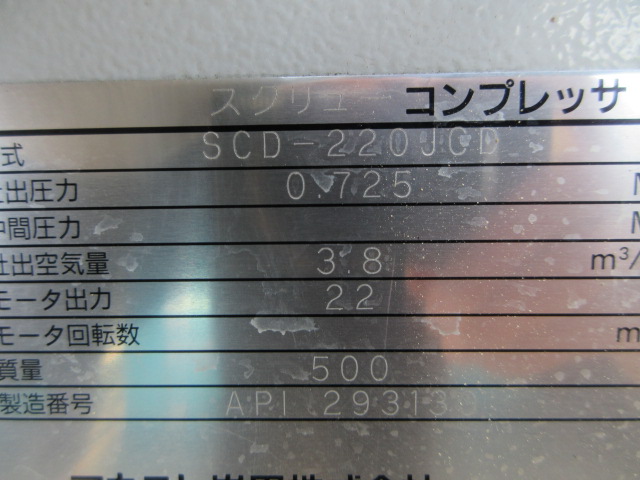 スクリュー コンプレッサ
式 SCD-220JGD
吐出圧力 0.725 M
中間圧力 M
吐出空気量 3.8 m³/
モータ出力 22
モータ回転数 m
質量 500
製造番号 API 29313